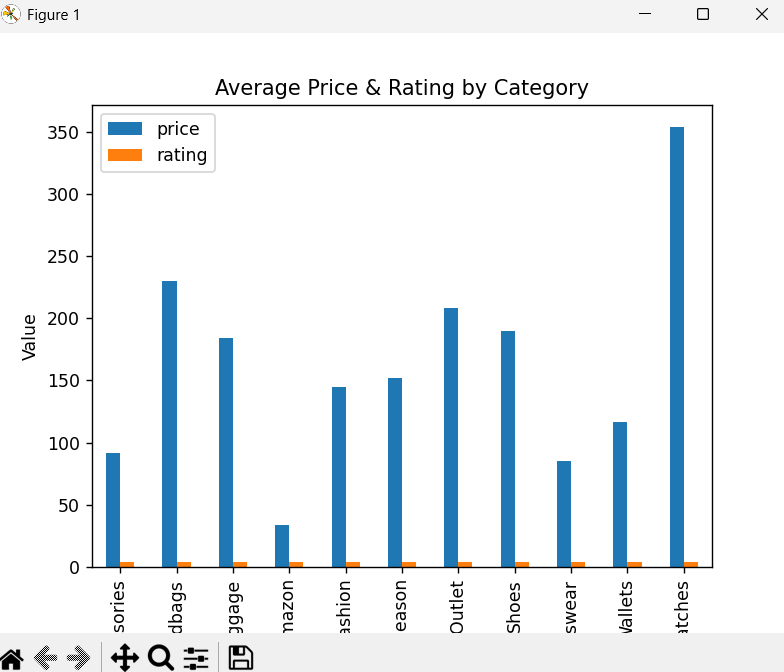 Figure 1
Average Price & Rating by Category
price
rating
350
300
250
200
150
100
50
0
Value
sories
dbags
ggage
mazon
ashion
eason
Outlet
Shoes
swear
Wallets
atches